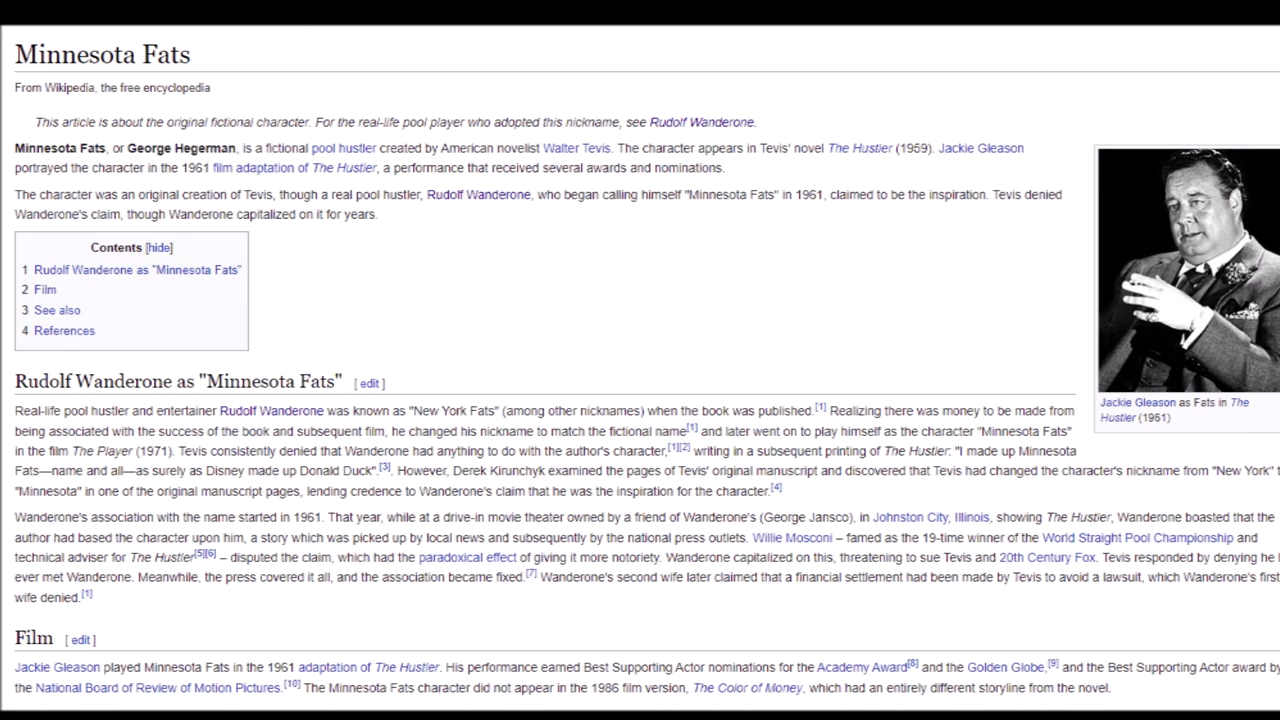 Minnesota Fats
From Wikipedia, the free encyclopedia
This article is about the original fictional character. For the real-life pool player who adopted this nickname, see Rudolf Wanderone.
Minnesota Fats, or George Hegerman, is a fictional pool hustler created by American novelist Walter Tevis. The character appears in Tevis' novel The Hustler (1959). Jackie Gleason
portrayed the character in the 1961 film adaptation of The Hustler, a performance that received several awards and nominations.
The character was an original creation of Tevis, though a real pool hustler, Rudolf Wanderone, who began calling himself "Minnesota Fats" in 1961, claimed to be the inspiration. Tevis denied
Wanderone's claim, though Wanderone capitalized on it for years.
Contents [hide]
1 Rudolf Wanderone as "Minnesota Fats"
2 Film
3 See also
4 References
Jackie Gleason as Fats in The
Hustler (1961)
Rudolf Wanderone as "Minnesota Fats" [ edit ]
Real-life pool hustler and entertainer Rudolf Wanderone was known as "New York Fats" (among other nicknames) when the book was published.[1] Realizing there was money to be made from
being associated with the success of the book and subsequent film, he changed his nickname to match the fictional name[1] and later went on to play himself as the character "Minnesota Fats"
in the film The Player (1971). Tevis consistently denied that Wanderone had anything to do with the author's character,[1][2] writing in a subsequent printing of The Hustler: "I made up Minnesota
Fats—name and all—as surely as Disney made up Donald Duck".[3]. However, Derek Kirunchyk examined the pages of Tevis' original manuscript and discovered that Tevis had changed the character's nickname from "New York" t
"Minnesota" in one of the original manuscript pages, lending credence to Wanderone's claim that he was the inspiration for the character.[4]
Wanderone's association with the name started in 1961. That year, while at a drive-in movie theater owned by a friend of Wanderone's (George Jansco), in Johnston City, Illinois, showing The Hustler, Wanderone boasted that the
author had based the character upon him, a story which was picked up by local news and subsequently by the national press outlets. Willie Mosconi – famed as the 19-time winner of the World Straight Pool Championship and
technical adviser for The Hustler[5][6] – disputed the claim, which had the paradoxical effect of giving it more notoriety. Wanderone capitalized on this, threatening to sue Tevis and 20th Century Fox. Tevis responded by denying he
ever met Wanderone. Meanwhile, the press covered it all, and the association became fixed.[7] Wanderone's second wife later claimed that a financial settlement had been made by Tevis to avoid a lawsuit, which Wanderone's first
wife denied.[1]
Film [ edit ]
Jackie Gleason played Minnesota Fats in the 1961 adaptation of The Hustler. His performance earned Best Supporting Actor nominations for the Academy Award[8] and the Golden Globe,[9] and the Best Supporting Actor award by
the National Board of Review of Motion Pictures.[10] The Minnesota Fats character did not appear in the 1986 film version, The Color of Money, which had an entirely different storyline from the novel.